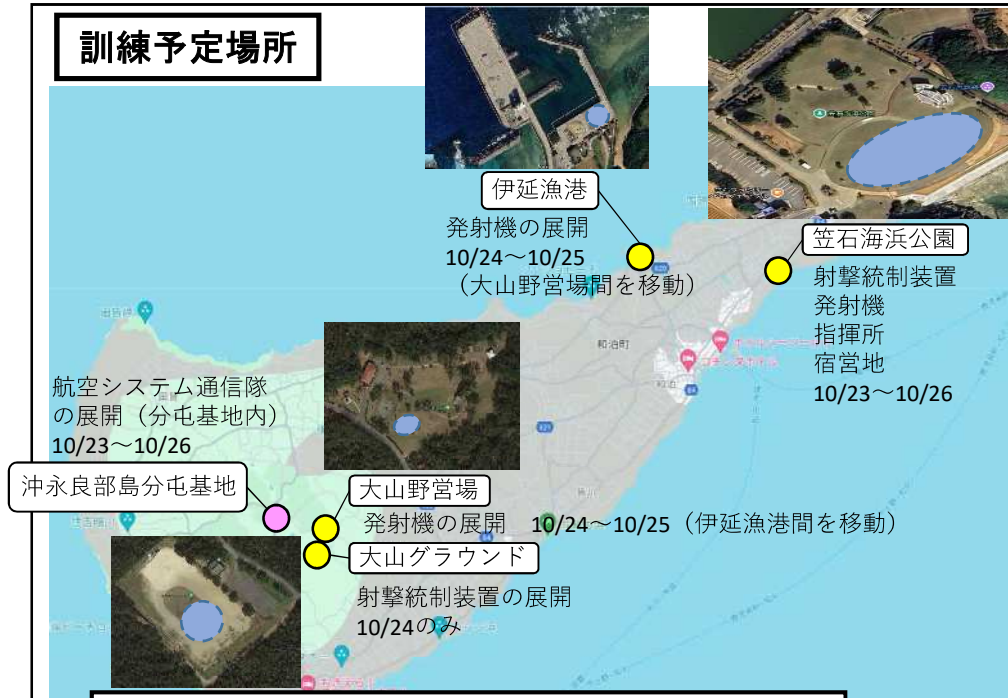 訓練予定場所
伊延漁港
発射機の展開
10/24～10/25
（大山野営場間を移動）
笠石海浜公園
射撃統制装置
発射機
指揮所
宿営地
10/23～10/26
和泊町
航空システム通信隊
の展開（分屯基地内）
10/23～10/26
沖永良部島分屯基地
大山野営場
発射機の展開 10/24～10/25（伊延漁港間を移動）
大山グラウンド
射撃統制装置の展開
10/24のみ